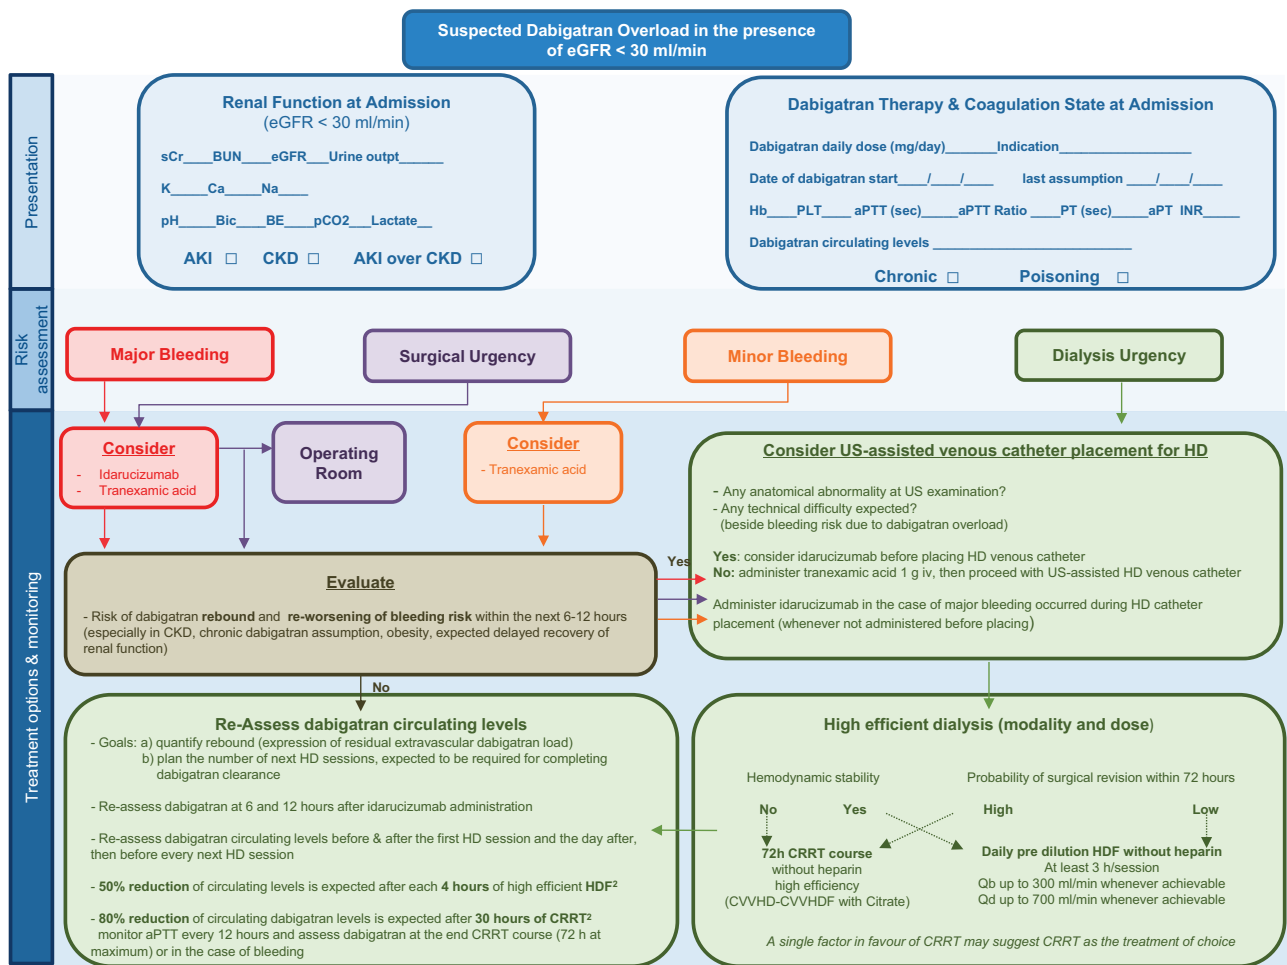 Suspected Dabigatran Overload in the presence
of eGFR < 30 ml/min
Presentation
Renal Function at Admission
(eGFR < 30 ml/min)
sCr____BUN____eGFR___Urine outpt______
K_____Ca_____Na____
pH_____Bic____BE____pCO2___Lactate__
AKI □ CKD □ AKI over CKD □
Dabigatran Therapy & Coagulation State at Admission
Dabigatran daily dose (mg/day)_______Indication__________________
Date of dabigatran start____/____/____ last assumption ____/____/____
Hb____PLT____ aPTT (sec)_____aPTT Ratio ____PT (sec)_____aPT INR_____
Dabigatran circulating levels ___________________________
Chronic □ Poisoning □
Risk
assessment
Major Bleeding
Surgical Urgency
Minor Bleeding
Dialysis Urgency
Treatment options & monitoring
Consider
- Idarucizumab
- Tranexamic acid
Operating
Room
Consider
- Tranexamic acid
Consider US-assisted venous catheter placement for HD
- Any anatomical abnormality at US examination?
- Any technical difficulty expected?
(beside bleeding risk due to dabigatran overload)
Yes: consider idarucizumab before placing HD venous catheter
No: administer tranexamic acid 1 g iv, then proceed with US-assisted HD venous catheter
Administer idarucizumab in the case of major bleeding occurred during HD catheter
placement (whenever not administered before placing)
Evaluate
- Risk of dabigatran rebound and re-worsening of bleeding risk within the next 6-12 hours
(especially in CKD, chronic dabigatran assumption, obesity, expected delayed recovery of
renal function)
Yes
No
Re-Assess dabigatran circulating levels
- Goals: a) quantify rebound (expression of residual extravascular dabigatran load)
b) plan the number of next HD sessions, expected to be required for completing
dabigatran clearance
- Re-assess dabigatran at 6 and 12 hours after idarucizumab administration
- Re-assess dabigatran circulating levels before & after the first HD session and the day after,
then before every next HD session
- 50% reduction of circulating levels is expected after each 4 hours of high efficient HDF²
- 80% reduction of circulating dabigatran levels is expected after 30 hours of CRRT²
monitor aPTT every 12 hours and assess dabigatran at the end CRRT course (72 h at
maximum) or in the case of bleeding
High efficient dialysis (modality and dose)
Hemodynamic stability Probability of surgical revision within 72 hours
No Yes High Low
72h CRRT course
without heparin
high efficiency
(CVVHD-CVVHDF with Citrate)
Daily pre dilution HDF without heparin
At least 3 h/session
Qb up to 300 ml/min whenever achievable
Qd up to 700 ml/min whenever achievable
A single factor in favour of CRRT may suggest CRRT as the treatment of choice